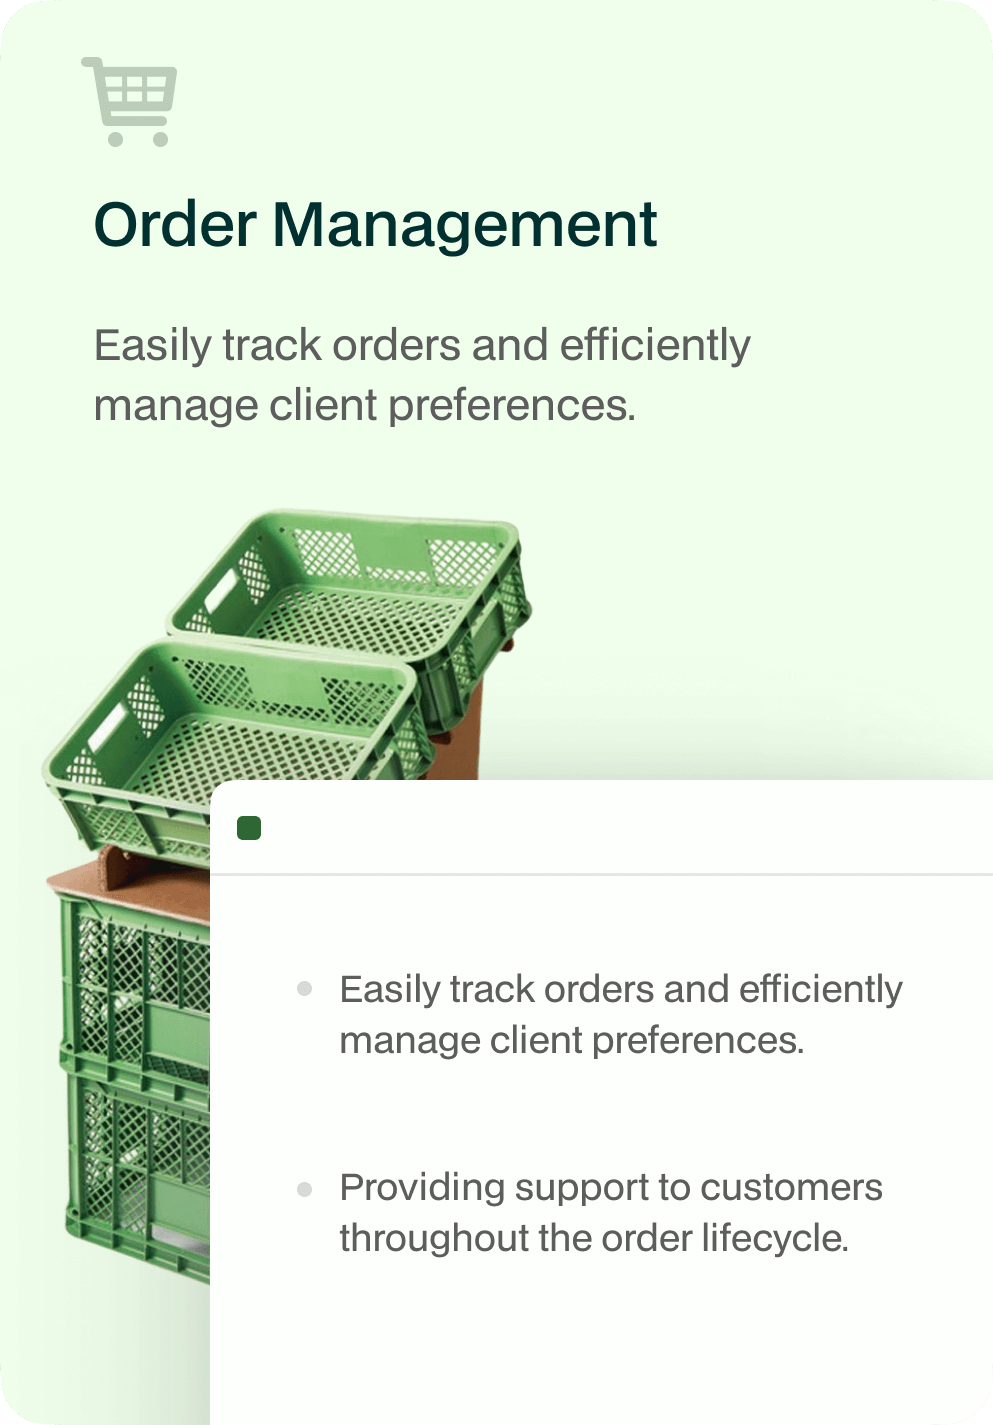 Order Management
Easily track orders and efficiently
manage client preferences.
Easily track orders and efficiently
manage client preferences.
Providing support to customers
throughout the order lifecycle.